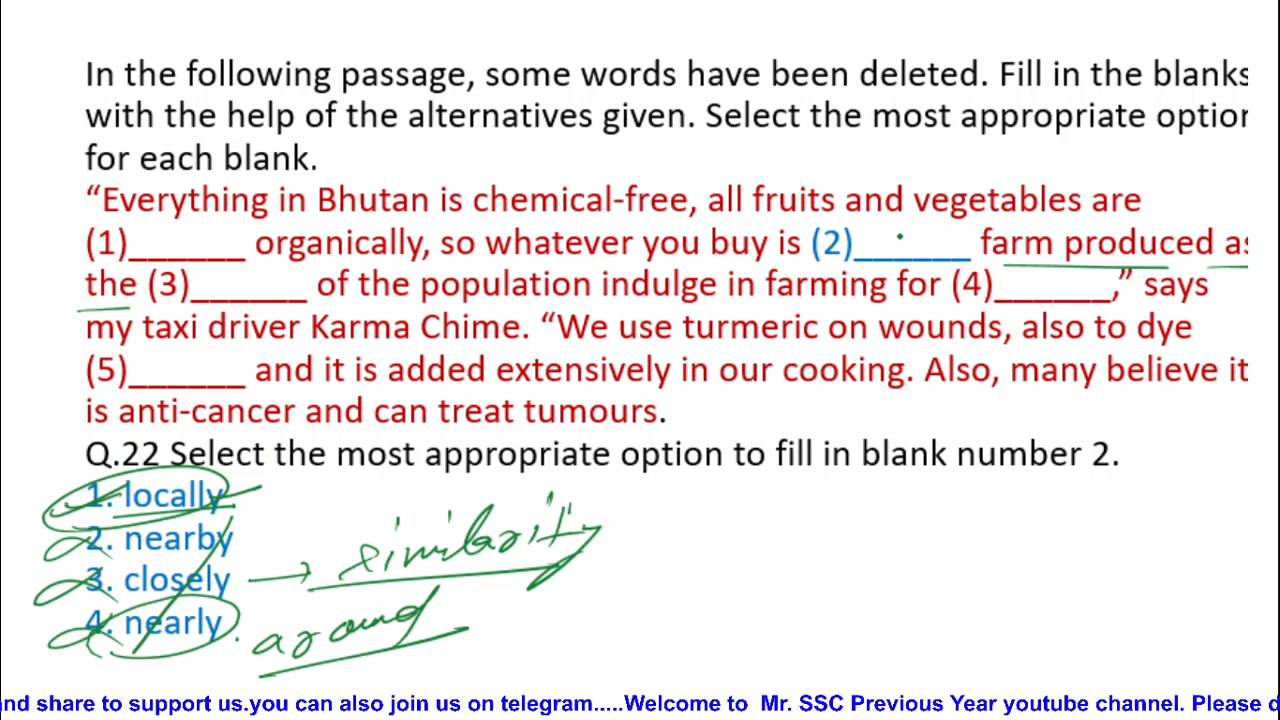 In the following passage, some words have been deleted. Fill in the blanks
with the help of the alternatives given. Select the most appropriate option
for each blank.
“Everything in Bhutan is chemical-free, all fruits and vegetables are
(1)______ organically, so whatever you buy is (2)______ farm produced as
the (3)______ of the population indulge in farming for (4)______,” says
my taxi driver Karma Chime. “We use turmeric on wounds, also to dye
(5)______ and it is added extensively in our cooking. Also, many believe it
is anti-cancer and can treat tumours.
Q.22 Select the most appropriate option to fill in blank number 2.
1. locally
2. nearby
3. closely → similarity
4. nearly. around
and share to support us.you can also join us on telegram.....Welcome to Mr. SSC Previous Year youtube channel. Please